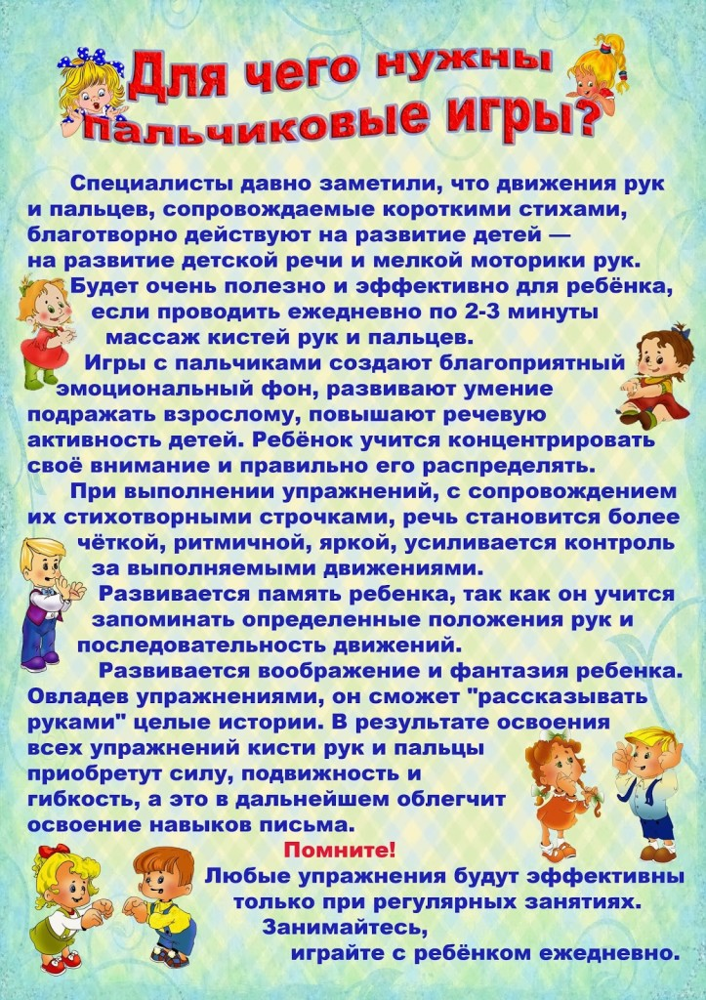 Для чего нужны
пальчиковые игры?
Специалисты давно заметили, что движения рук
и пальцев, сопровождаемые короткими стихами,
благотворно действуют на развитие детей —
на развитие детской речи и мелкой моторики рук.
Будет очень полезно и эффективно для ребёнка,
если проводить ежедневно по 2-3 минуты
массаж кистей рук и пальцев.
Игры с пальчиками создают благоприятный
эмоциональный фон, развивают умение
подражать взрослому, повышают речевую
активность детей. Ребёнок учится концентрировать
своё внимание и правильно его распределять.
При выполнении упражнений, с сопровождением
их стихотворными строчками, речь становится более
чёткой, ритмичной, яркой, усиливается контроль
за выполняемыми движениями.
Развивается память ребенка, так как он учится
запоминать определенные положения рук и
последовательность движений.
Развивается воображение и фантазия ребенка.
Овладев упражнениями, он сможет "рассказывать
руками" целые истории. В результате освоения
всех упражнений кисти рук и пальцы
приобретут силу, подвижность и
гибкость, а это в дальнейшем облегчит
освоение навыков письма.
Помните!
Любые упражнения будут эффективны
только при регулярных занятиях.
Занимайтесь,
играйте с ребёнком ежедневно.